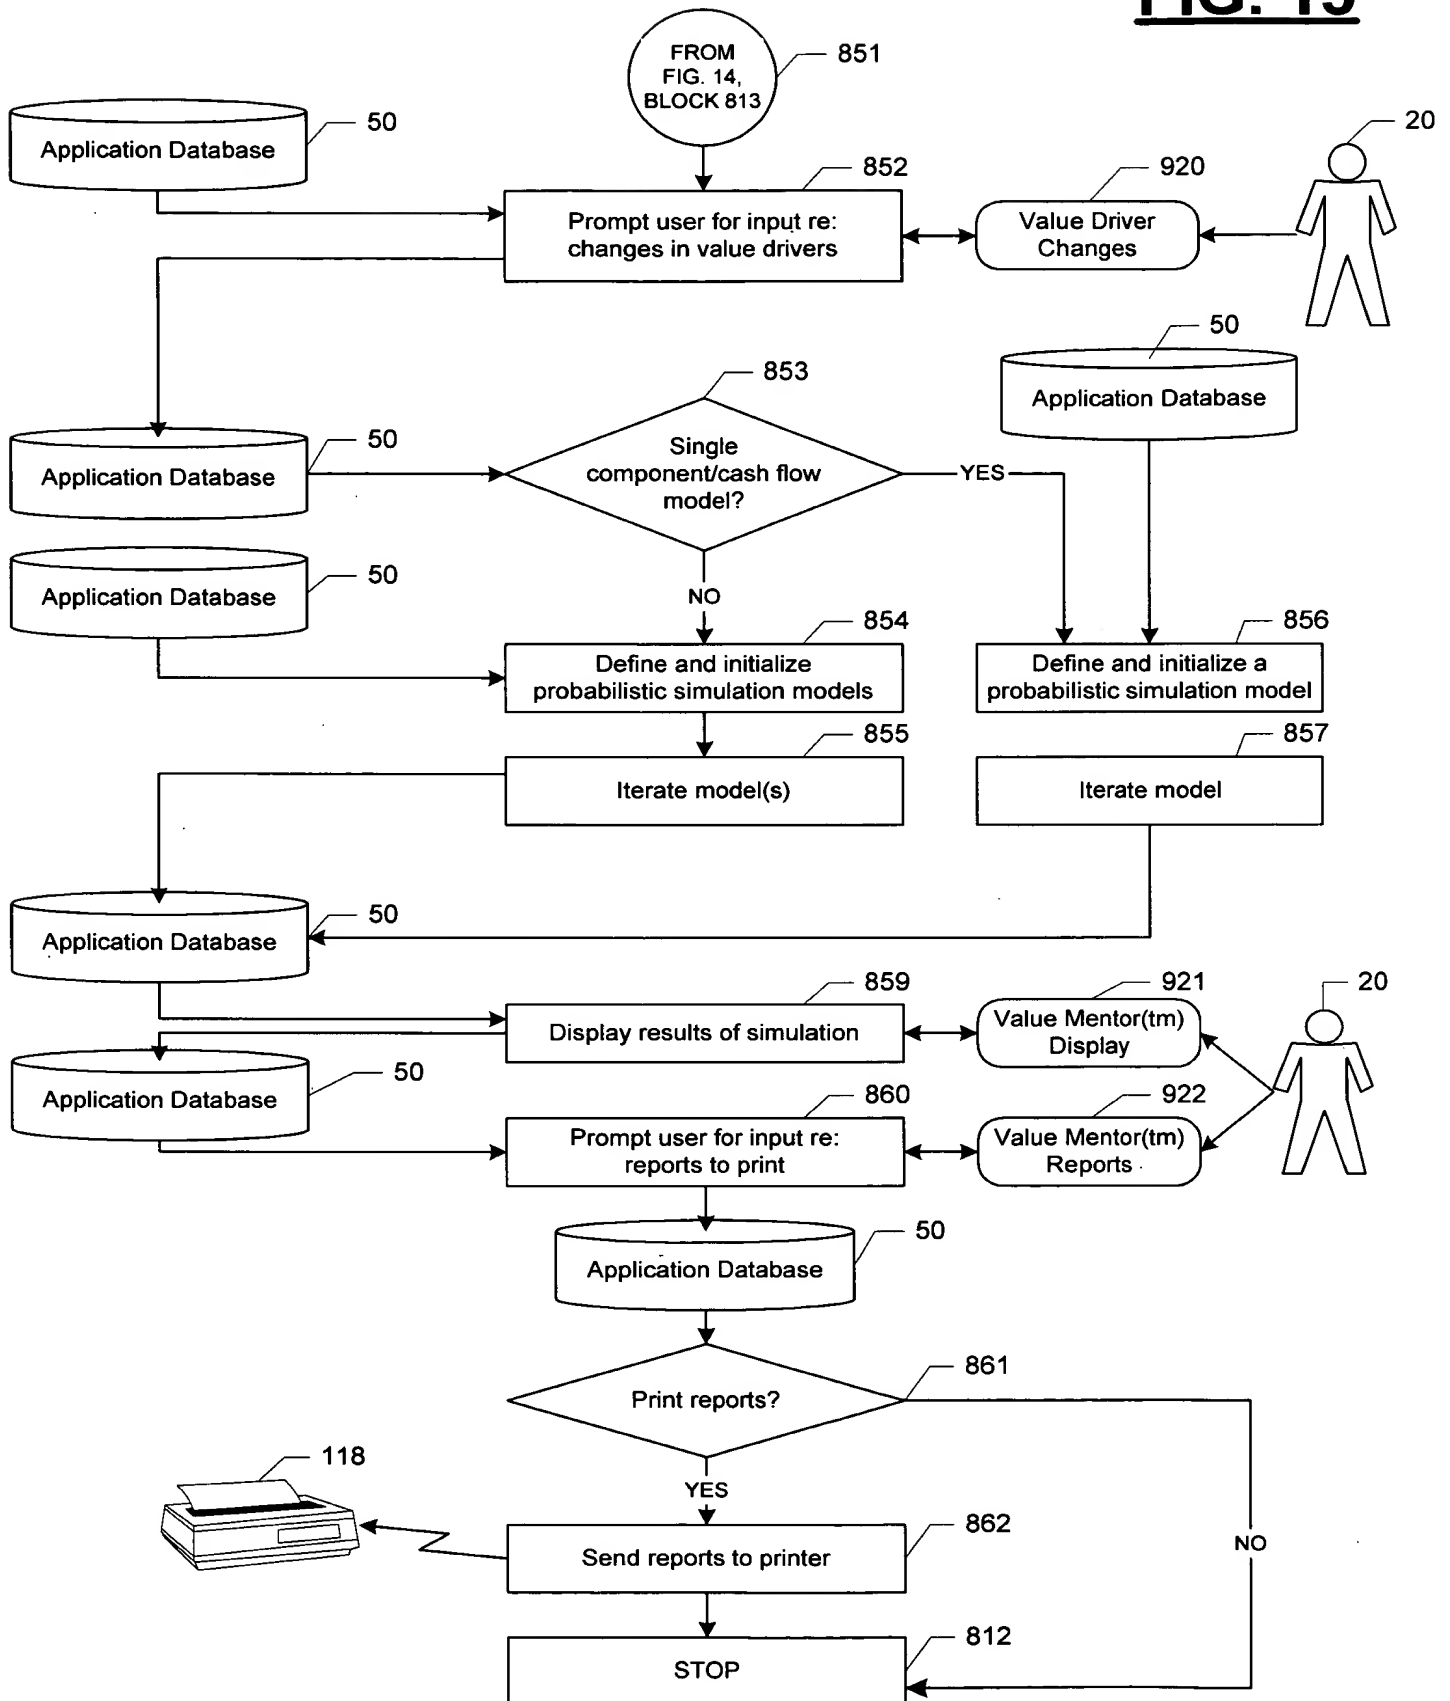 FIG. 15
FROM
FIG. 14,
BLOCK 813
851
Application Database
50
20
852
Prompt user for input re:
changes in value drivers
920
Value Driver
Changes
50
Application Database
853
Single
component/cash flow
model?
YES
NO
Application Database
50
Application Database
50
854
Define and initialize
probabilistic simulation models
856
Define and initialize a
probabilistic simulation model
855
Iterate model(s)
857
Iterate model
Application Database
50
859
Display results of simulation
921
Value Mentor(tm)
Display
20
Application Database
50
860
Prompt user for input re:
reports to print
922
Value Mentor(tm)
Reports
50
Application Database
861
Print reports?
YES
NO
118
862
Send reports to printer
812
STOP